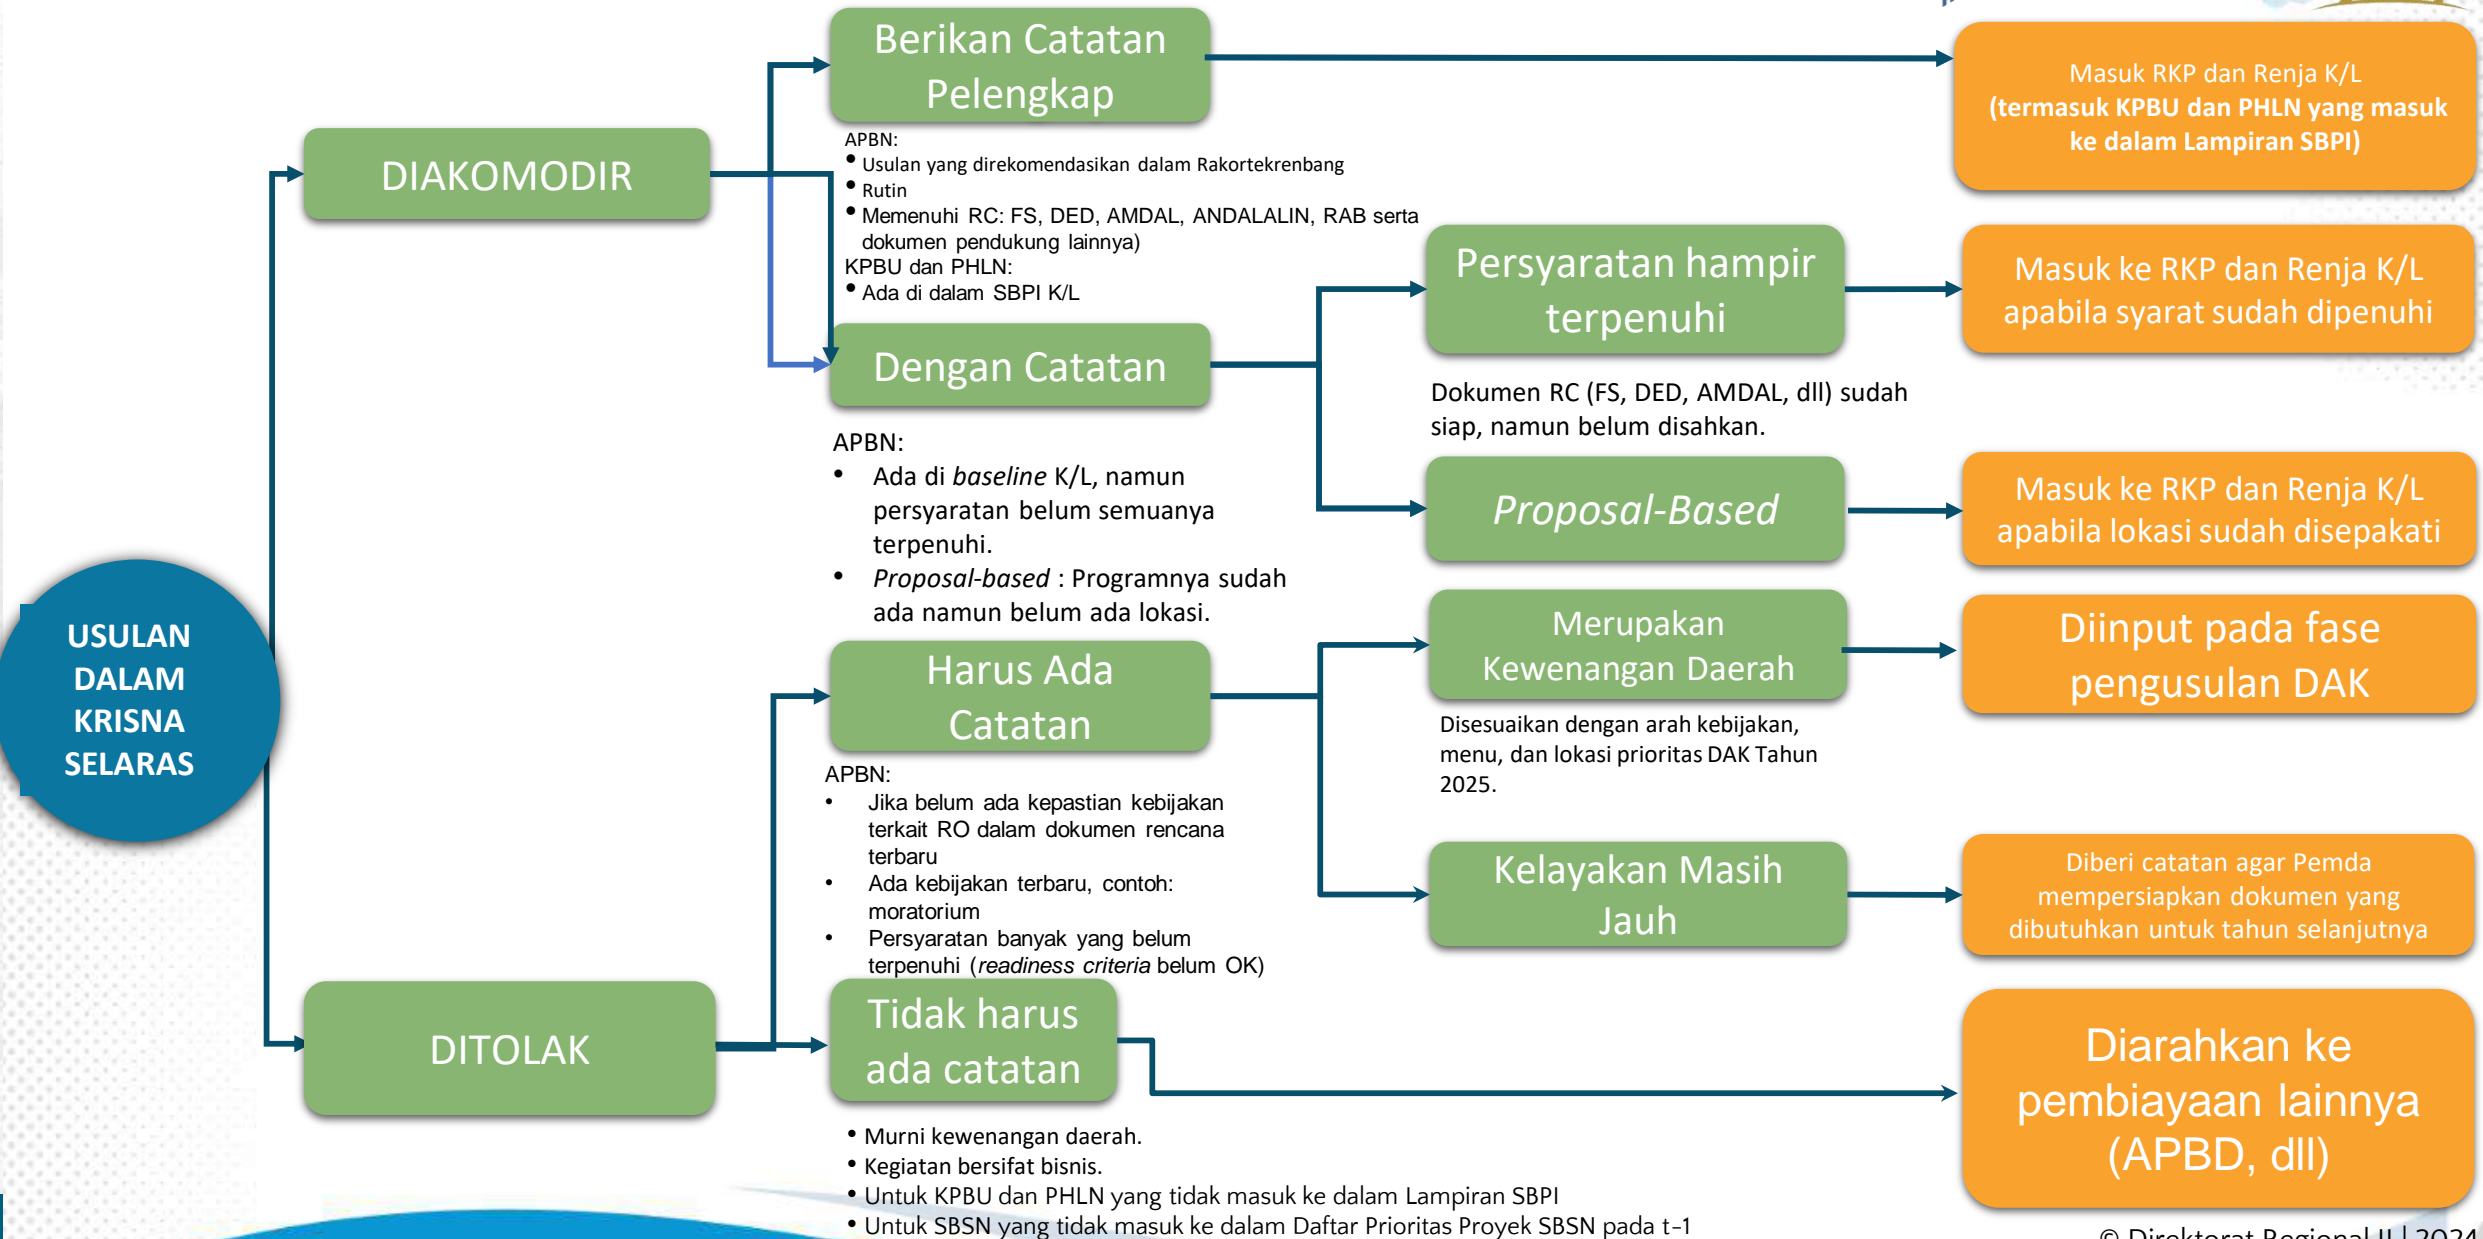 USULAN
DALAM
KRISNA
SELARAS
DIAKOMODIR
Berikan Catatan
Pelengkap
APBN:
• Usulan yang direkomendasikan dalam Rakortekrenbang
• Rutin
• Memenuhi RC: FS, DED, AMDAL, ANDALALIN, RAB serta
dokumen pendukung lainnya)
KPBU dan PHLN:
• Ada di dalam SBPI K/L
Masuk RKP dan Renja K/L
(termasuk KPBU dan PHLN yang masuk
ke dalam Lampiran SBPI)
Dengan Catatan
APBN:
• Ada di baseline K/L, namun
persyaratan belum semuanya
terpenuhi.
• Proposal-based : Programnya sudah
ada namun belum ada lokasi.
Persyaratan hampir
terpenuhi
Dokumen RC (FS, DED, AMDAL, dll) sudah
siap, namun belum disahkan.
Masuk ke RKP dan Renja K/L
apabila syarat sudah dipenuhi
Proposal-Based
Masuk ke RKP dan Renja K/L
apabila lokasi sudah disepakati
DITOLAK
Harus Ada
Catatan
APBN:
• Jika belum ada kepastian kebijakan
terkait RO dalam dokumen rencana
terbaru
• Ada kebijakan terbaru, contoh:
moratorium
• Persyaratan banyak yang belum
terpenuhi (readiness criteria belum OK)
Merupakan
Kewenangan Daerah
Disesuaikan dengan arah kebijakan,
menu, dan lokasi prioritas DAK Tahun
2025.
Diinput pada fase
pengusulan DAK
Kelayakan Masih
Jauh
Diberi catatan agar Pemda
mempersiapkan dokumen yang
dibutuhkan untuk tahun selanjutnya
Tidak harus
ada catatan
• Murni kewenangan daerah.
• Kegiatan bersifat bisnis.
• Untuk KPBU dan PHLN yang tidak masuk ke dalam Lampiran SBPI
• Untuk SBSN yang tidak masuk ke dalam Daftar Prioritas Proyek SBSN pada t-1
Diarahkan ke
pembiayaan lainnya
(APBD, dll)
© Direktorat Regional II | 2024